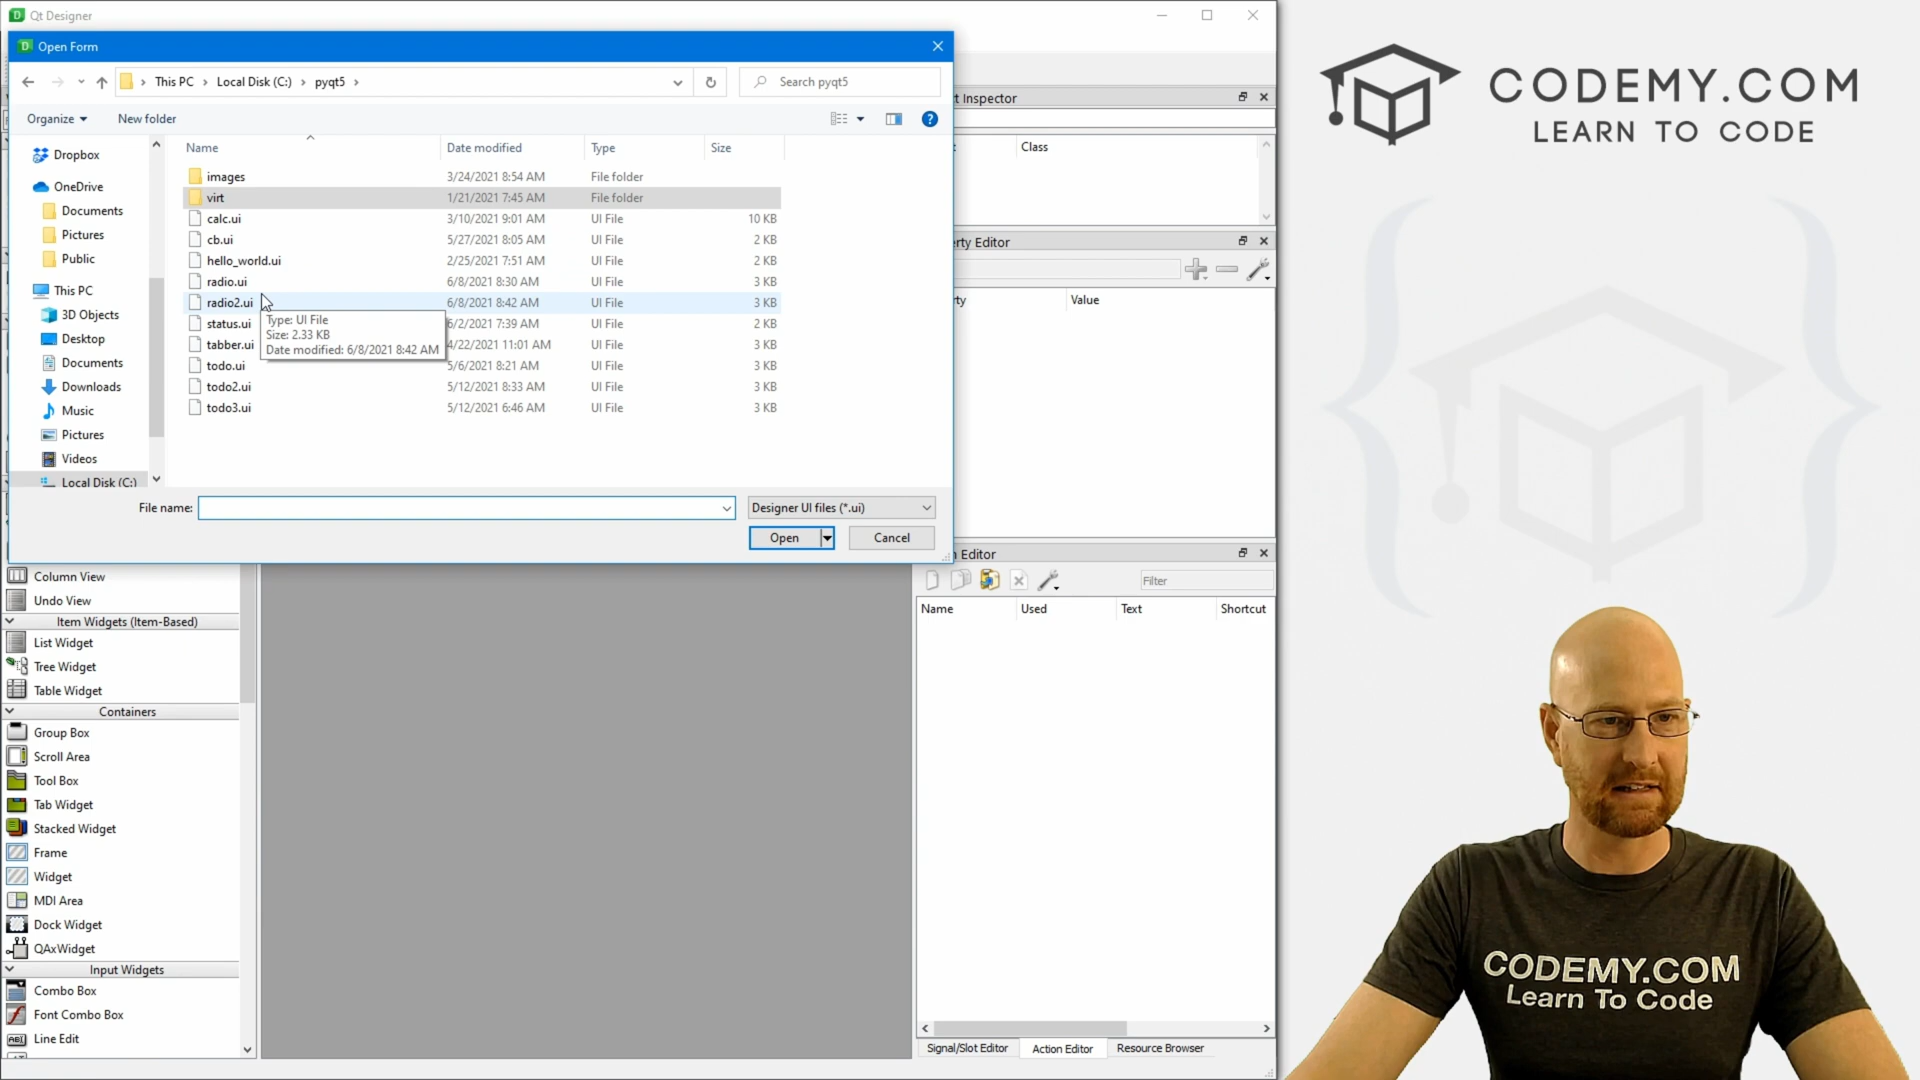 Qt Designer
Open Form
This PC
Local Disk (C:)
pyqt5
Search pyqt5
Organize
New folder
Name
Date modified
Type
Size
Dropbox
OneDrive
Documents
Pictures
Public
This PC
3D Objects
Desktop
Documents
Downloads
Music
Pictures
Videos
Local Disk (C:)
images 3/24/2021 8:54 AM File folder
virt 1/21/2021 7:45 AM File folder
calc.ui 3/10/2021 9:01 AM UI File 10 KB
cb.ui 5/27/2021 8:05 AM UI File 2 KB
hello_world.ui 2/25/2021 7:51 AM UI File 2 KB
radio.ui 6/8/2021 8:30 AM UI File 3 KB
radio2.ui 6/8/2021 8:42 AM UI File 3 KB
status.ui 6/2/2021 7:39 AM UI File 2 KB
tabber.ui 4/22/2021 11:01 AM UI File 3 KB
todo.ui 5/6/2021 8:21 AM UI File 3 KB
todo2.ui 5/12/2021 8:33 AM UI File 3 KB
todo3.ui 5/12/2021 6:46 AM UI File 3 KB
Type: UI File
Size: 2.33 KB
Date modified: 6/8/2021 8:42 AM
File name:
Designer UI files (*.ui)
Open
Cancel
t Inspector
Class
rty Editor
Value
Editor
Filter
Name
Used
Text
Shortcut
Signal/Slot Editor
Action Editor
Resource Browser
Column View
Undo View
Item Widgets (Item-Based)
List Widget
Tree Widget
Table Widget
Containers
Group Box
Scroll Area
Tool Box
Tab Widget
Stacked Widget
Frame
Widget
MDI Area
Dock Widget
QAxWidget
Input Widgets
Combo Box
Font Combo Box
Line Edit
CODEMY.COM
LEARN TO CODE
CODEMY.COM
Learn To Code